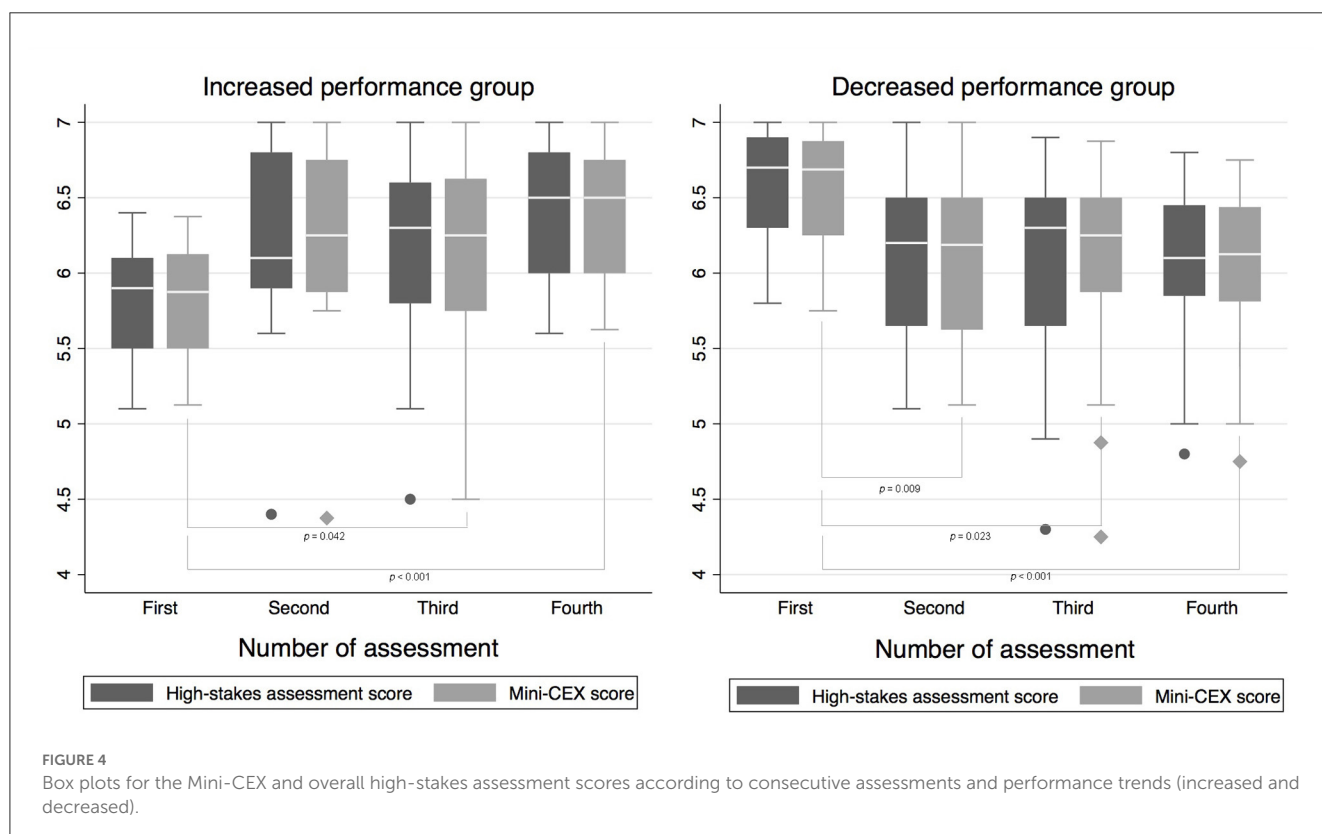 Increased performance group
7
6.5
6
5.5
5
4.5
4
p = 0.042
p < 0.001
First Second Third Fourth
Number of assessment
High-stakes assessment score Mini-CEX score
Decreased performance group
7
6.5
6
5.5
5
4.5
4
p = 0.009
p = 0.023
p < 0.001
First Second Third Fourth
Number of assessment
High-stakes assessment score Mini-CEX score
FIGURE 4
Box plots for the Mini-CEX and overall high-stakes assessment scores according to consecutive assessments and performance trends (increased and
decreased).